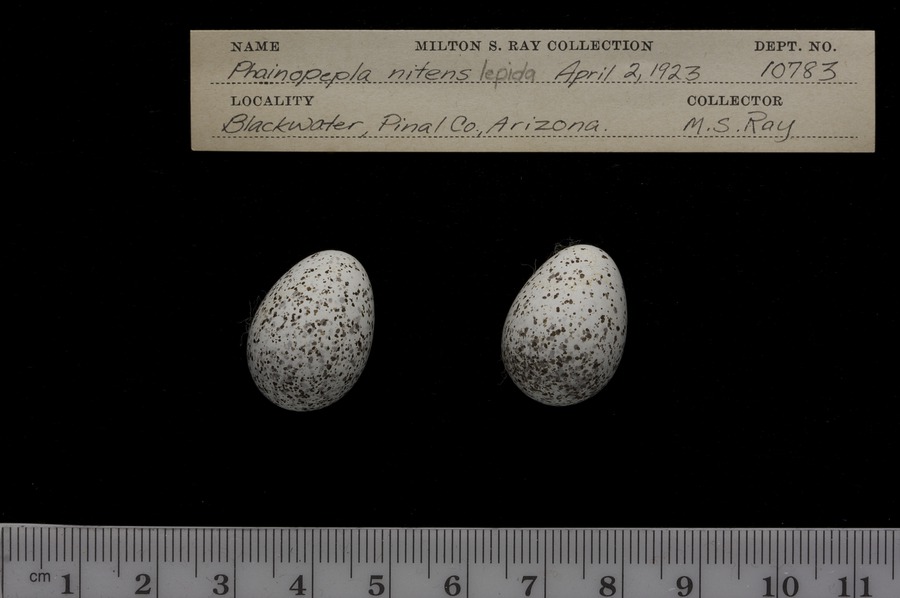 NAME MILTON S. RAY COLLECTION DEPT. NO.
Phainopepla nitens lepida April 2, 1923 10783
LOCALITY COLLECTOR
Blackwater, Pinal Co., Arizona. M.S. Ray
cm 1 2 3 4 5 6 7 8 9 10 11